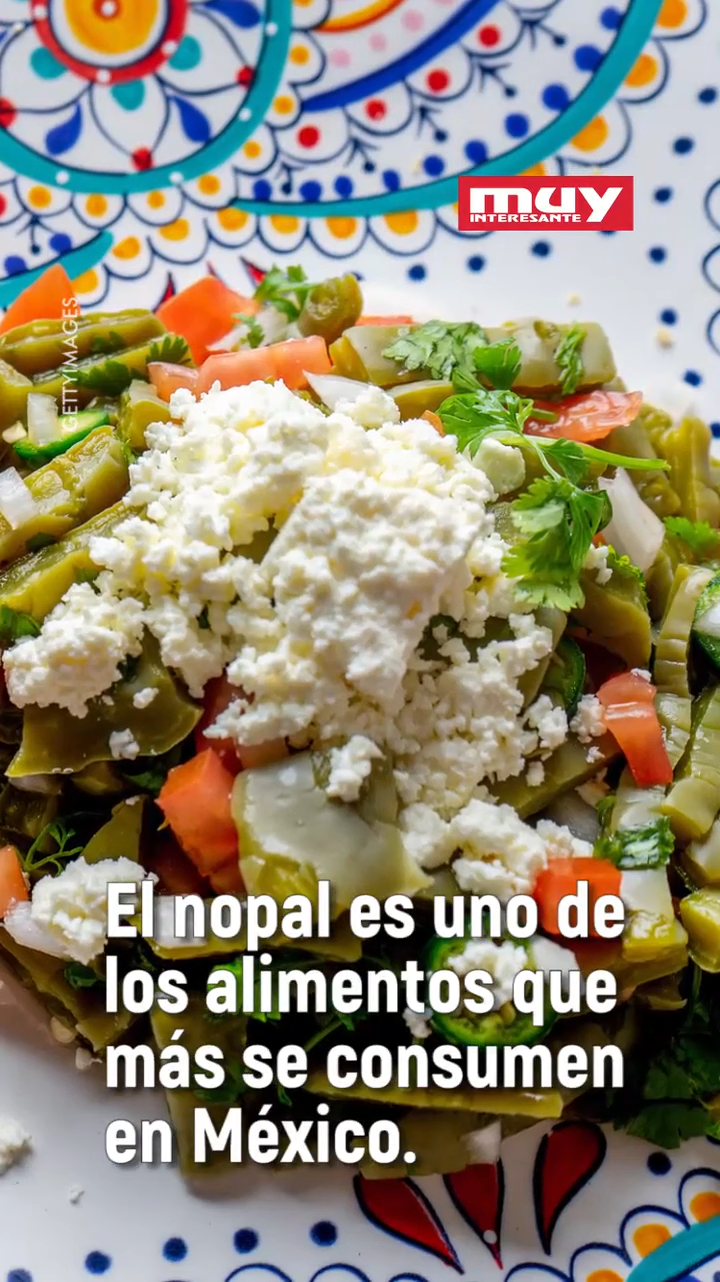 muy
INTERESANTE
GETTYIMAGES
El nopal es uno de
los alimentos que
más se consumen
en México.